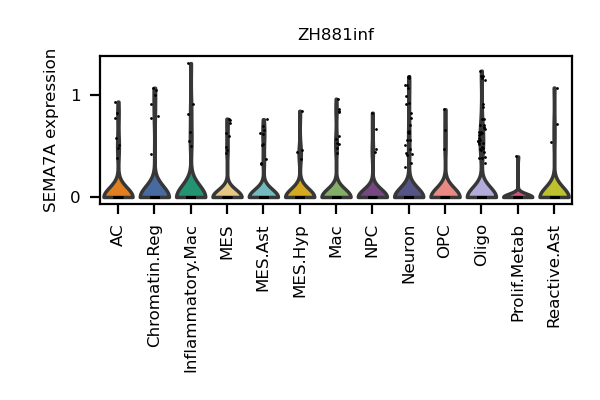 ZH881inf
SEMA7A expression
1
0
AC
Chromatin.Reg
Inflammatory.Mac
MES
MES.Ast
MES.Hyp
Mac
NPC
Neuron
OPC
Oligo
Prolif.Metab
Reactive.Ast